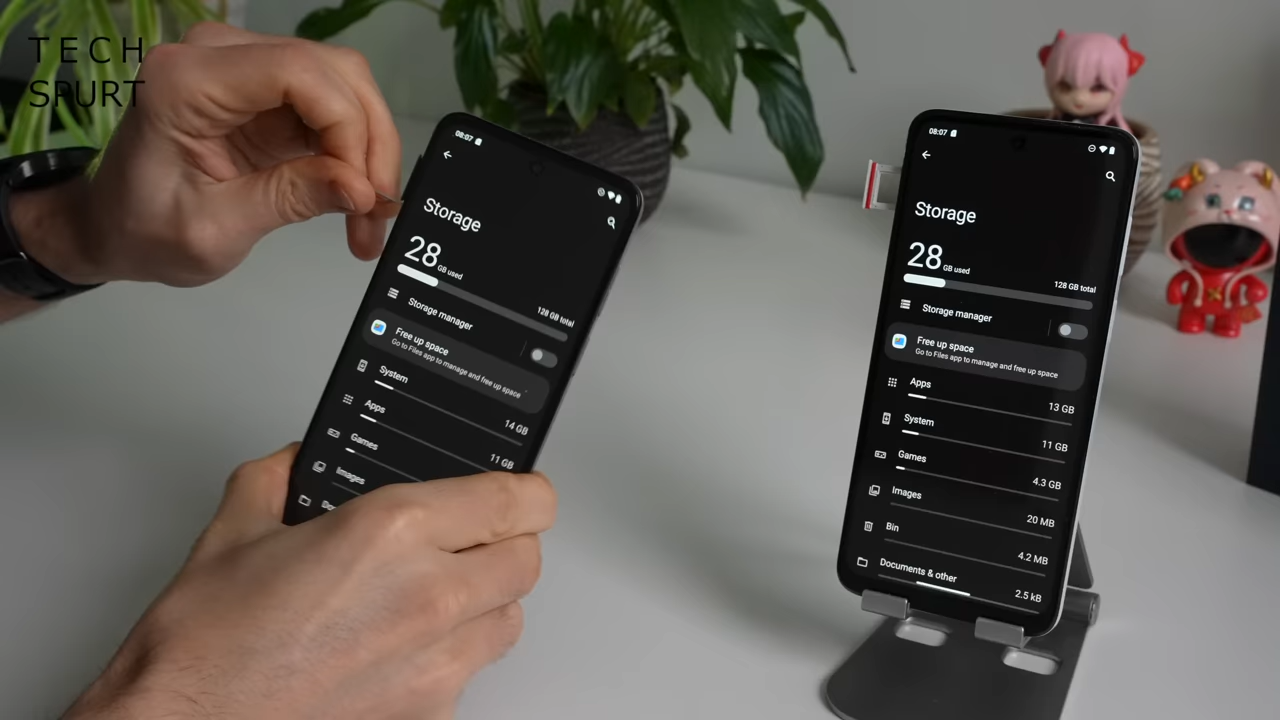 TECH
SPURT
08:07
Storage
28 GB used
128 GB total
Storage manager
Free up space
Go to Files app to manage and free up space
System
14 GB
Apps
11 GB
Games
Images
08:07
Storage
28 GB used
128 GB total
Storage manager
Free up space
Go to Files app to manage and free up space
Apps
13 GB
System
11 GB
Games
4.3 GB
Images
20 MB
Bin
4.2 MB
Documents & other
2.5 kB